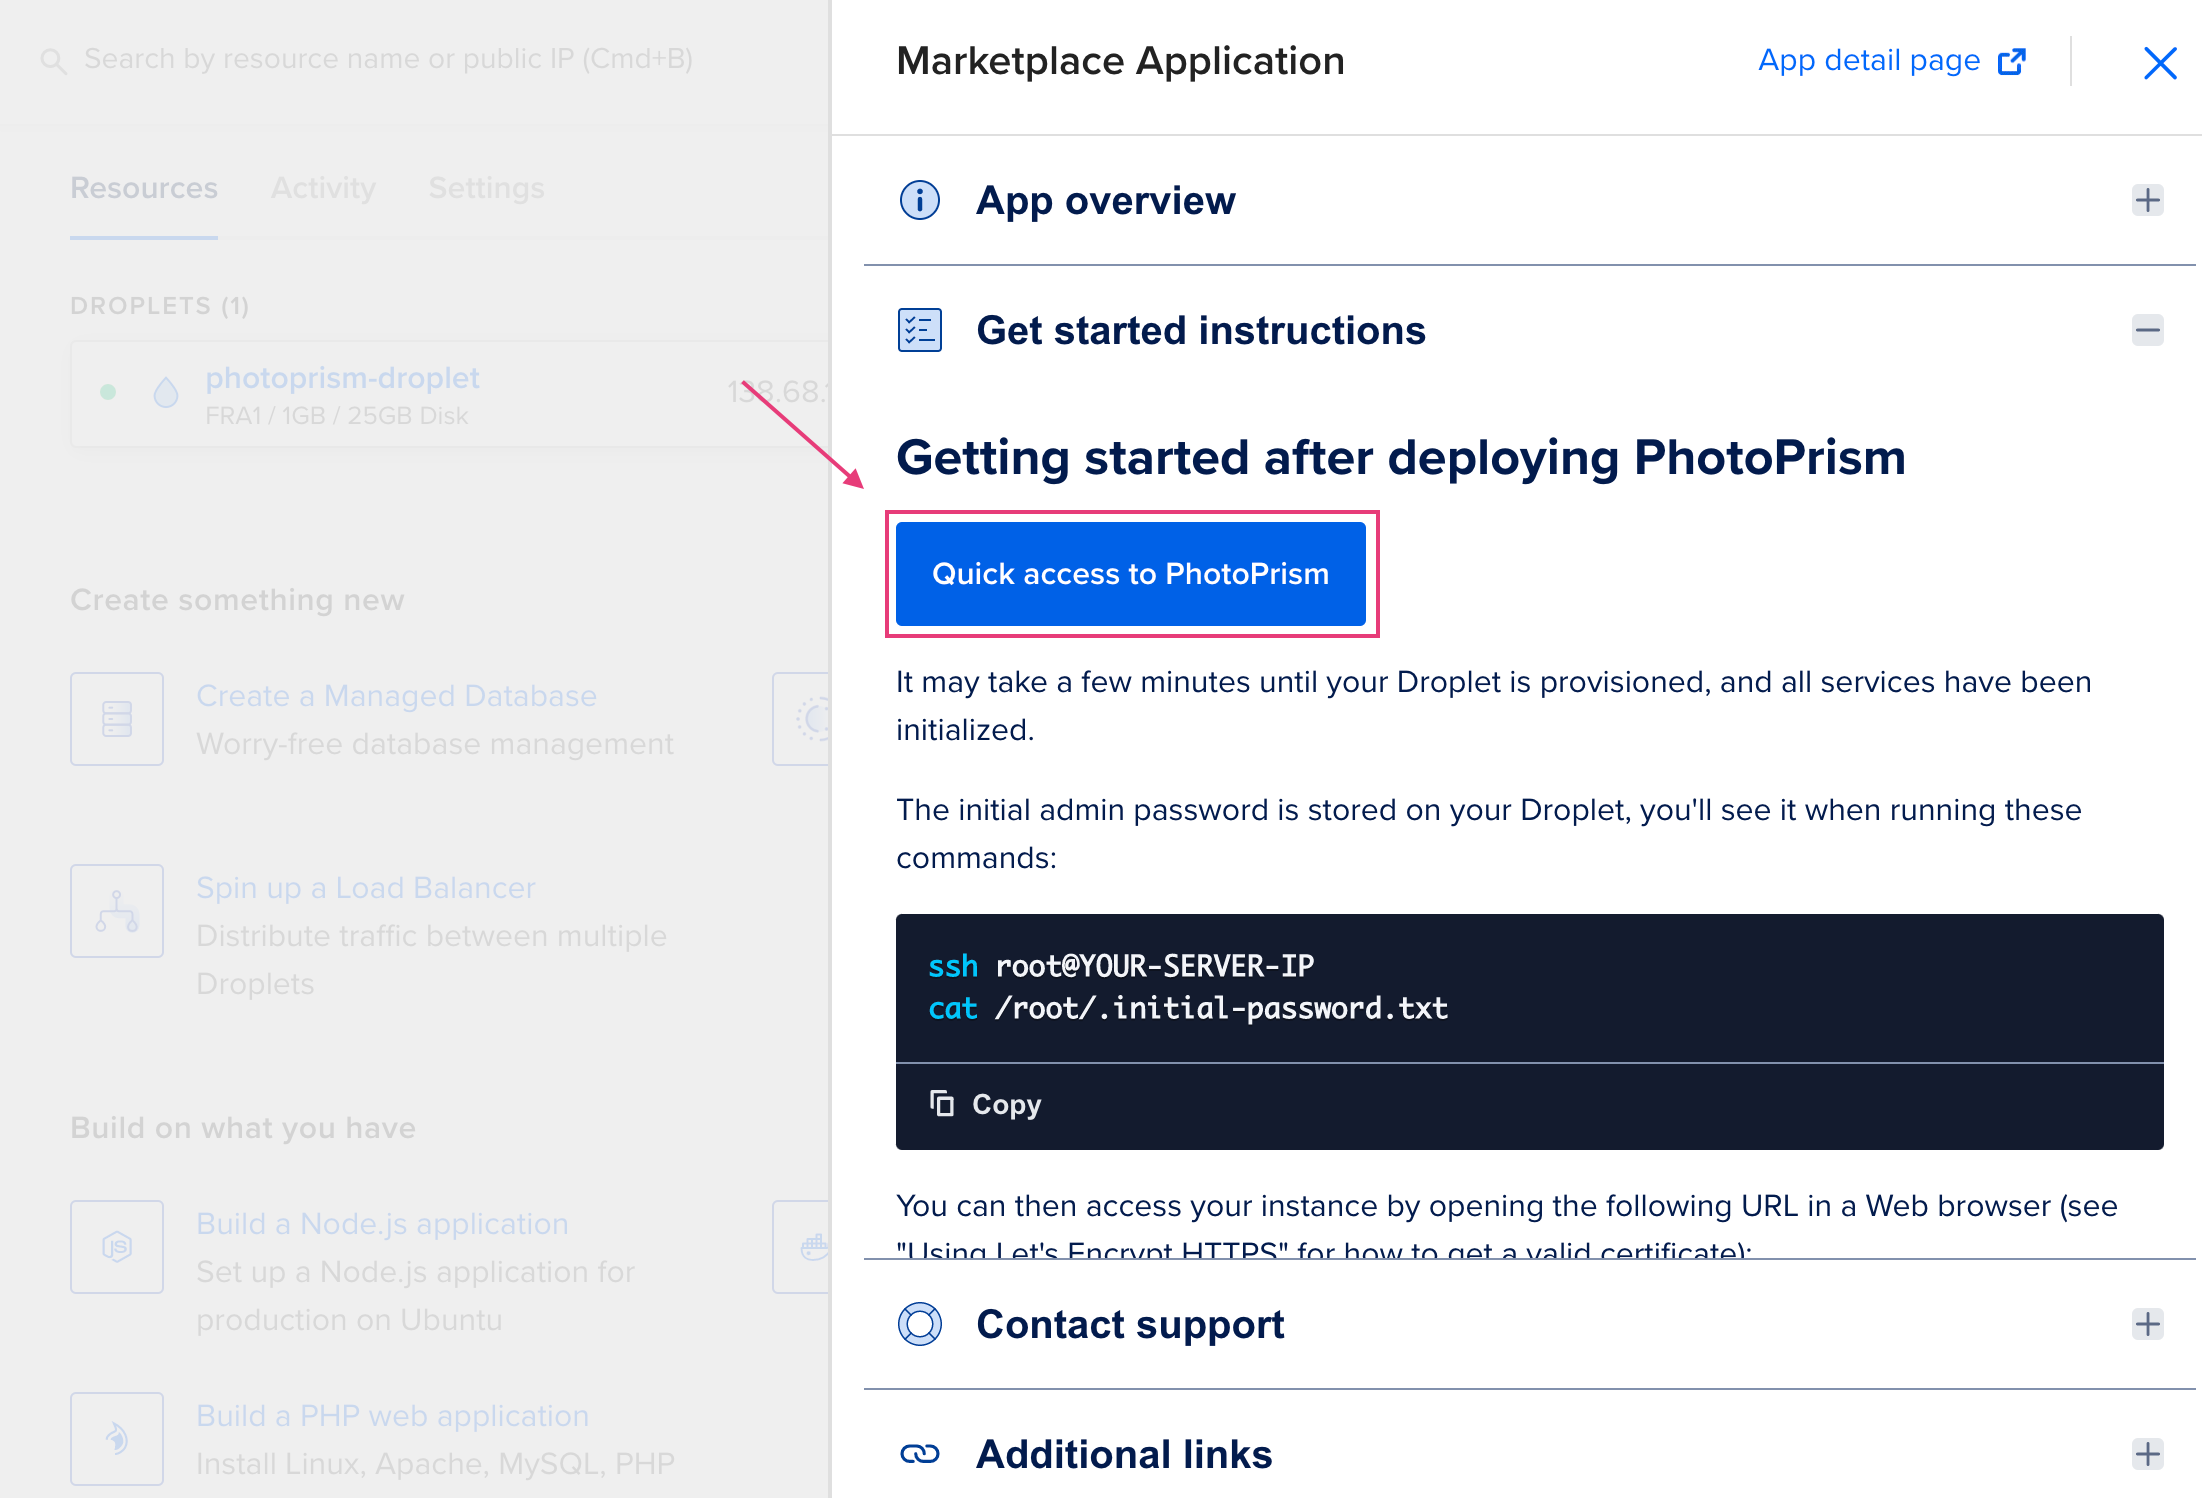 Search by resource name or public IP (Cmd+B)
Resources
Activity
Settings
DROPLETS (1)
photoprism-droplet
FRA1 / 1GB / 25GB Disk
138.68.
Create something new
Create a Managed Database
Worry-free database management
Spin up a Load Balancer
Distribute traffic between multiple
Droplets
Build on what you have
JS
Build a Node.js application
Set up a Node.js application for
production on Ubuntu
Build a PHP web application
Install Linux, Apache, MySQL, PHP
Marketplace Application
App detail page
App overview
Get started instructions
Getting started after deploying PhotoPrism
Quick access to PhotoPrism
It may take a few minutes until your Droplet is provisioned, and all services have been
initialized.
The initial admin password is stored on your Droplet, you'll see it when running these
commands:
ssh root@YOUR-SERVER-IP
cat /root/.initial-password.txt
Copy
You can then access your instance by opening the following URL in a Web browser (see
"Using Let's Encrypt HTTPS" for how to get a valid certificate):
Contact support
Additional links